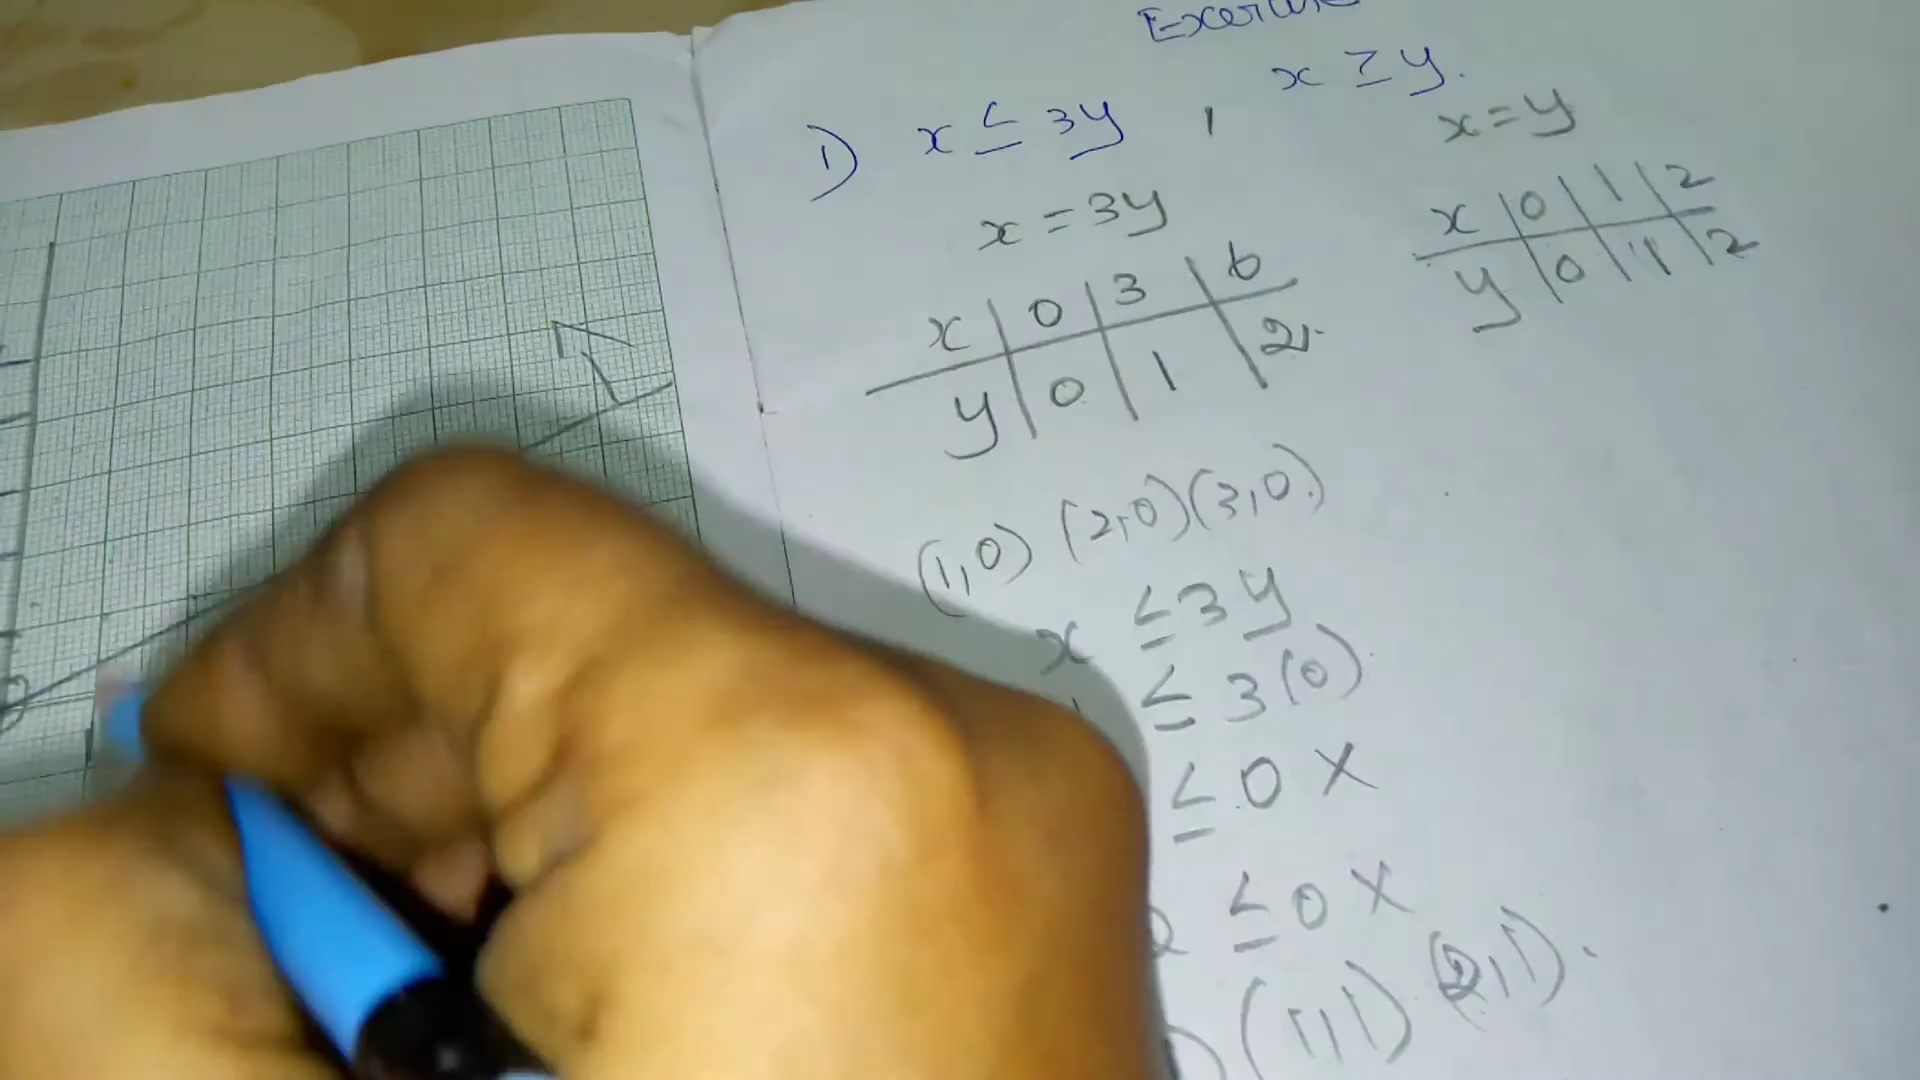 1) x ≤ 3y , x ≥ y.
x = 3y
x 0 3 6
y 0 1 2
x = y
x 0 1 2
y 0 1 2
(1,0) (2,0) (3,0)
x ≤ 3y
≤ 3(0)
≤ 0 X
2 ≤ 0 X
(1,1) (2,1).